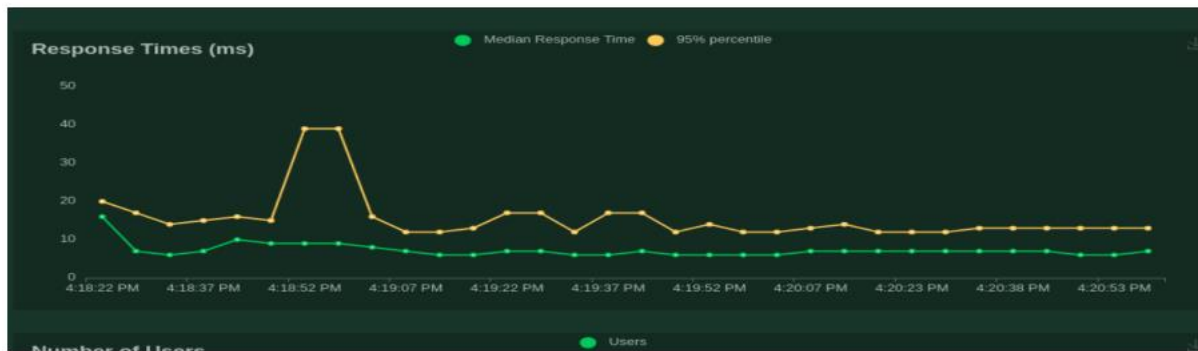 Response Times (ms)
Median Response Time 95% percentile
50
40
30
20
10
0
4:18:22 PM 4:18:37 PM 4:18:52 PM 4:19:07 PM 4:19:22 PM 4:19:37 PM 4:19:52 PM 4:20:07 PM 4:20:23 PM 4:20:38 PM 4:20:53 PM
Number of Users
Users